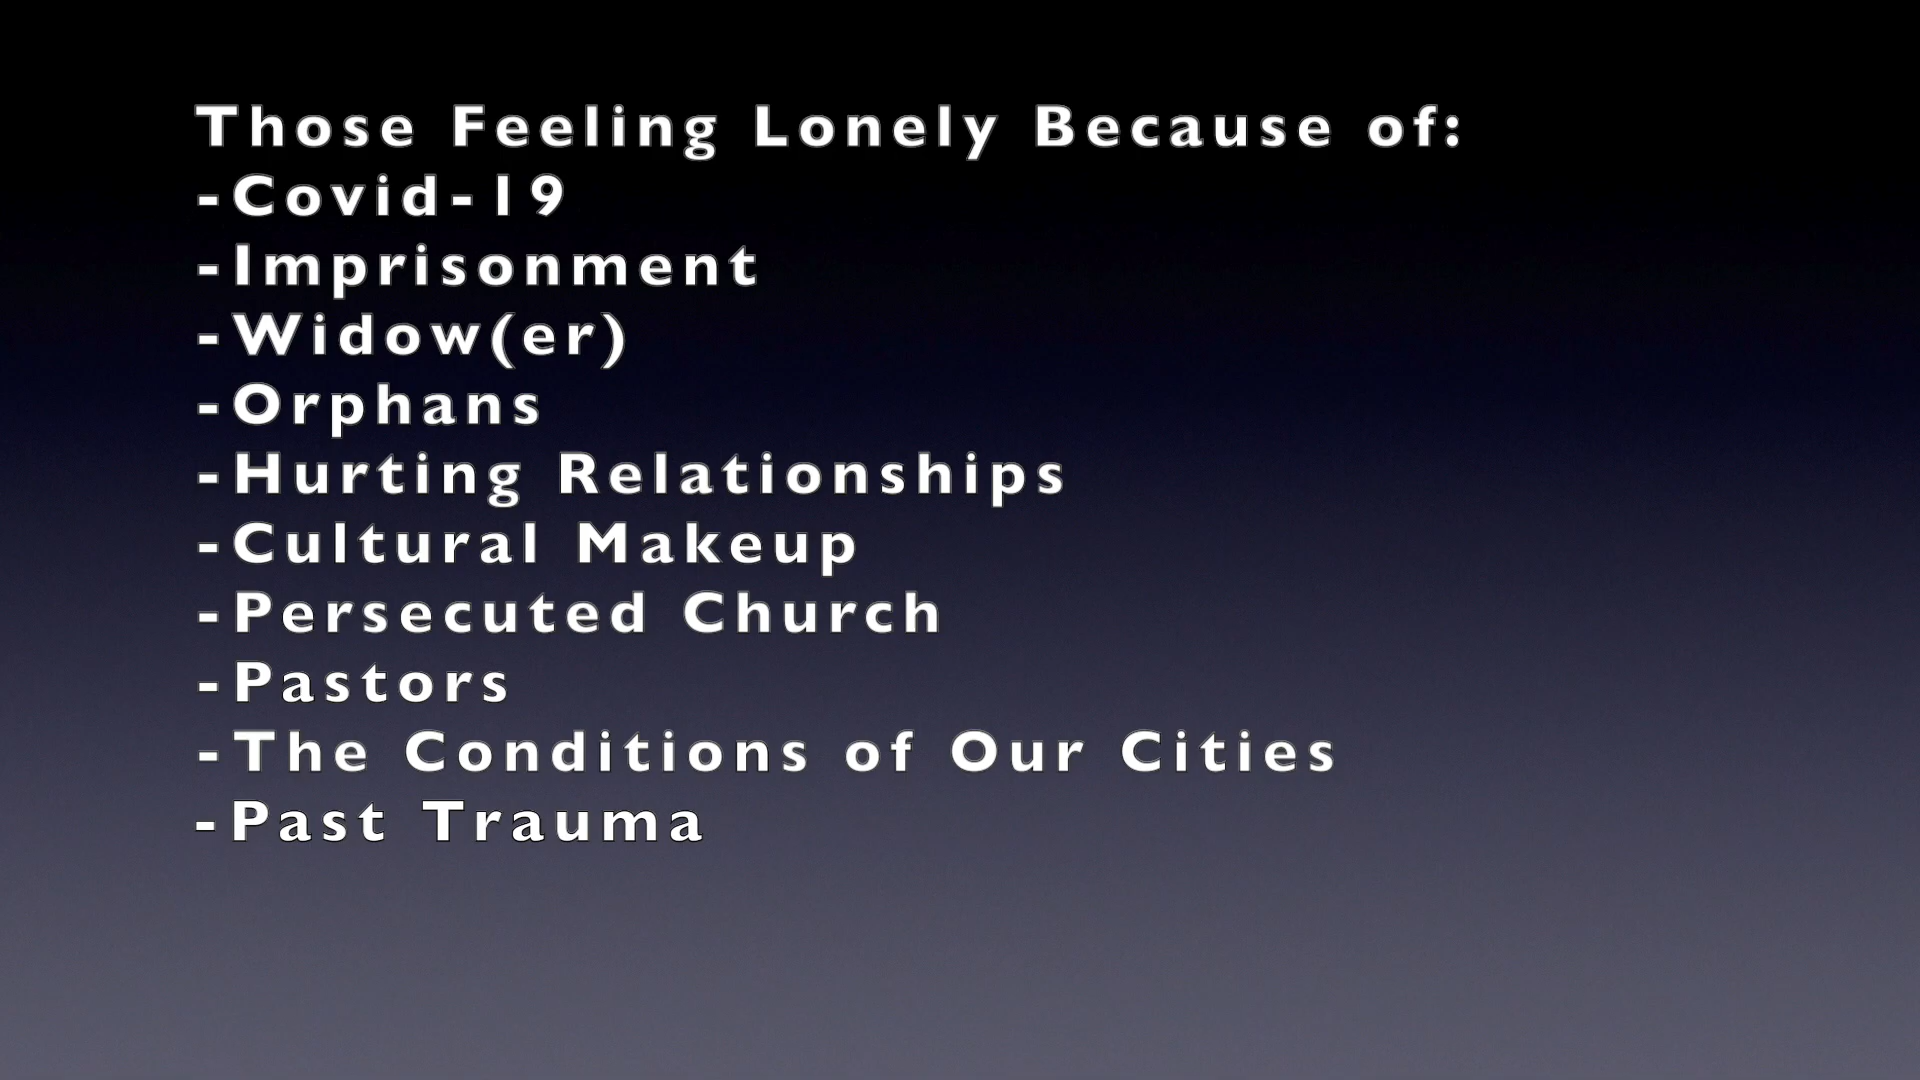 Those Feeling Lonely Because of:
-Covid-19
-Imprisonment
-Widow(er)
-Orphans
-Hurting Relationships
-Cultural Makeup
-Persecuted Church
-Pastors
-The Conditions of Our Cities
-Past Trauma